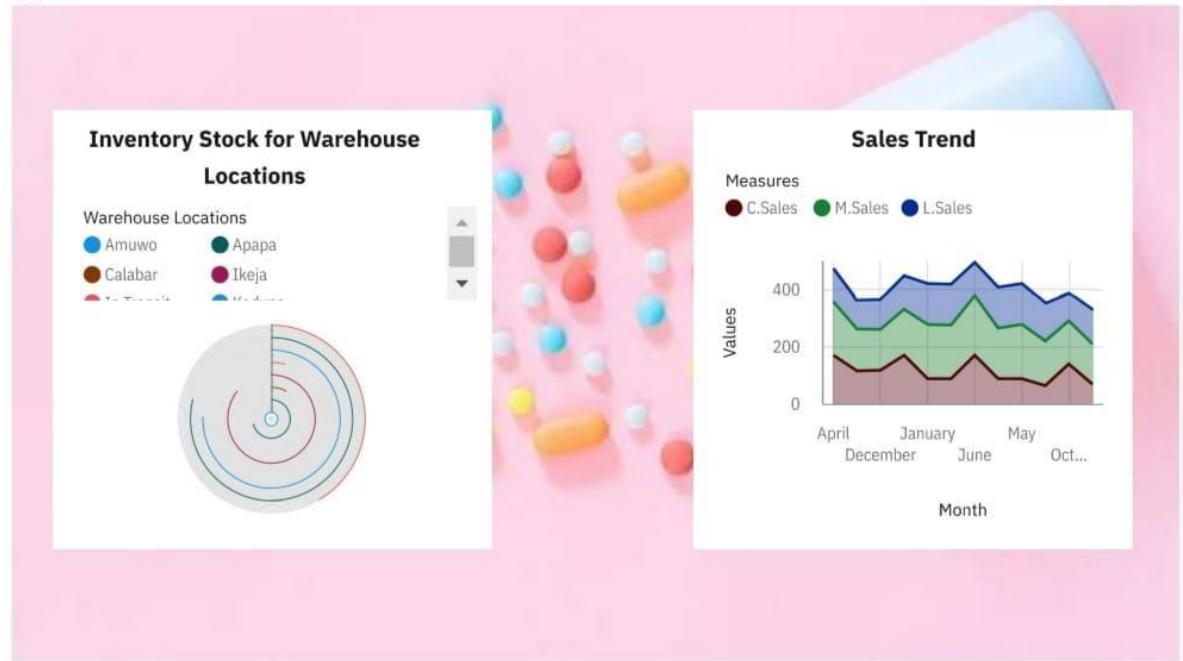 Inventory Stock for Warehouse
Locations
Warehouse Locations
Amuwo
Apapa
Calabar
Ikeja
Sales Trend
Measures
C.Sales
M.Sales
L.Sales
Values
400
200
0
April
January
May
December
June
Oct...
Month